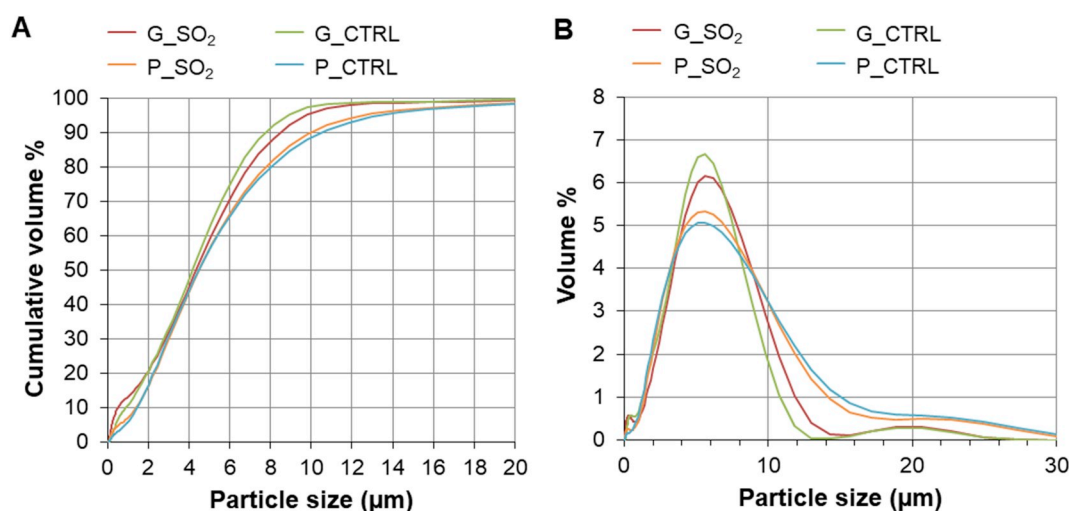 A
G_SO₂
G_CTRL
P_SO₂
P_CTRL
Cumulative volume %
100
90
80
70
60
50
40
30
20
10
0
0 2 4 6 8 10 12 14 16 18 20
Particle size (µm)
B
G_SO₂
G_CTRL
P_SO₂
P_CTRL
Volume %
8
7
6
5
4
3
2
1
0
0 10 20 30
Particle size (µm)